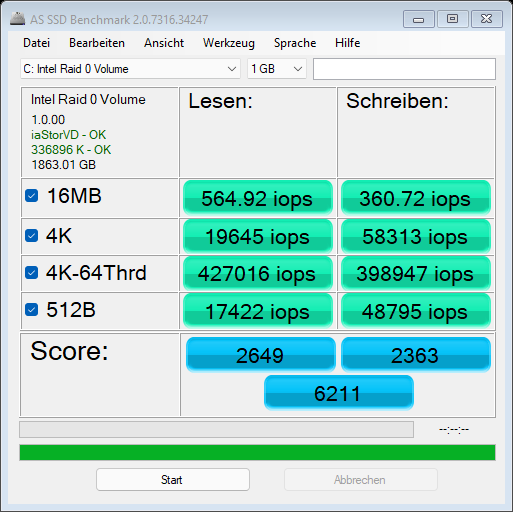 AS SSD Benchmark 2.0.7316.34247
Datei Bearbeiten Ansicht Werkzeug Sprache Hilfe
C: Intel Raid 0 Volume 1 GB
Intel Raid 0 Volume Lesen: Schreiben:
1.0.00
iaStorVD - OK
336896 K - OK
1863.01 GB
16MB 564.92 iops 360.72 iops
4K 19645 iops 58313 iops
4K-64Thrd 427016 iops 398947 iops
512B 17422 iops 48795 iops
Score: 2649 2363
6211
--:--:--
Start Abbrechen